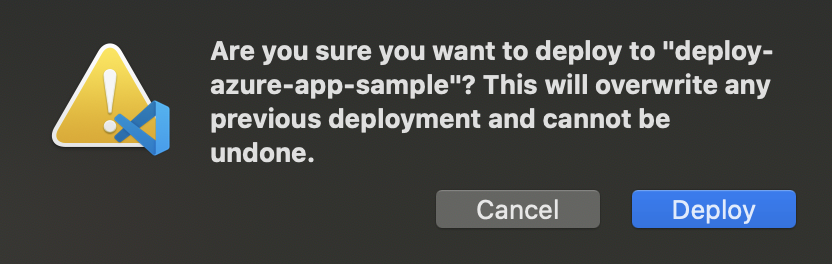 Are you sure you want to deploy to "deploy-
azure-app-sample"? This will overwrite any
previous deployment and cannot be
undone.
Cancel
Deploy